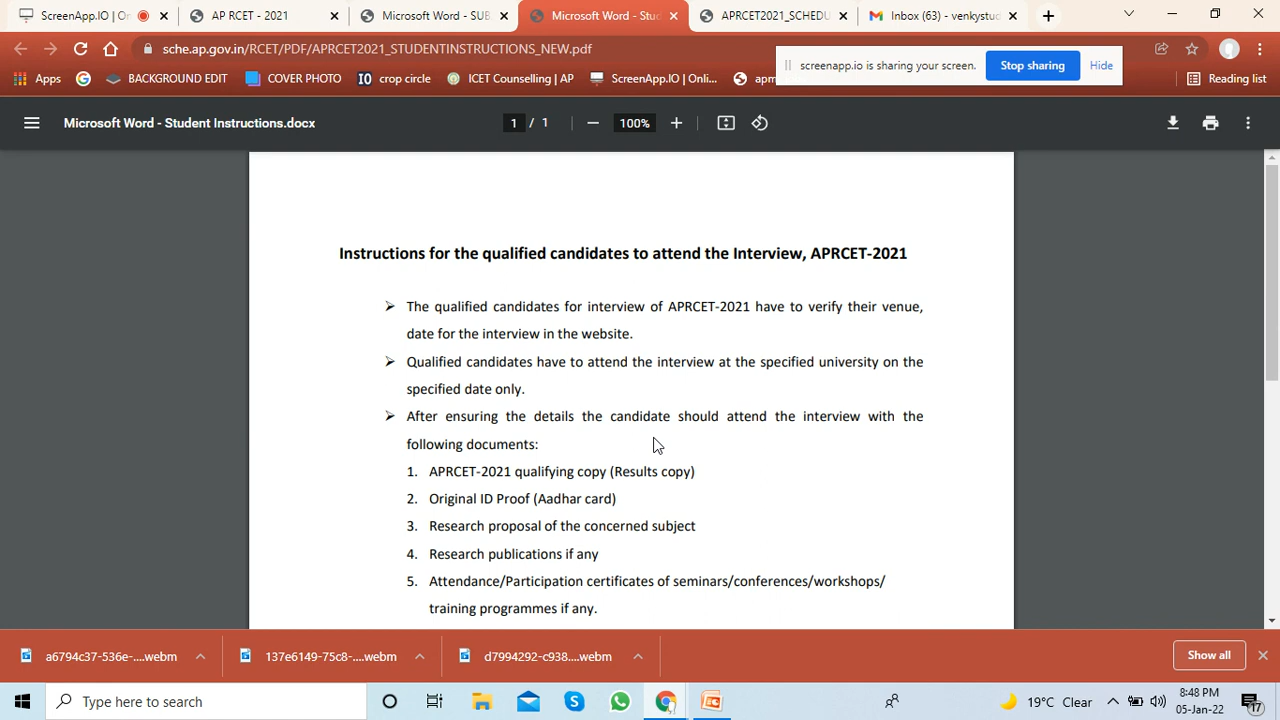 ScreenApp.IO | On
AP RCET - 2021
Microsoft Word - SUB
Microsoft Word - Stud
APRCET2021_SCHEDU
Inbox (63) - venkystud
sche.ap.gov.in/RCET/PDF/APRCET2021_STUDENTINSTRUCTIONS_NEW.pdf
screenapp.io is sharing your screen.
Stop sharing
Hide
Apps
BACKGROUND EDIT
COVER PHOTO
crop circle
ICET Counselling | AP
ScreenApp.IO | Onli...
apm
Reading list
Microsoft Word - Student Instructions.docx
1 / 1
100%
Instructions for the qualified candidates to attend the Interview, APRCET-2021
The qualified candidates for interview of APRCET-2021 have to verify their venue,
date for the interview in the website.
Qualified candidates have to attend the interview at the specified university on the
specified date only.
After ensuring the details the candidate should attend the interview with the
following documents:
1. APRCET-2021 qualifying copy (Results copy)
2. Original ID Proof (Aadhar card)
3. Research proposal of the concerned subject
4. Research publications if any
5. Attendance/Participation certificates of seminars/conferences/workshops/
training programmes if any.
a6794c37-536e-....webm
137e6149-75c8-....webm
d7994292-c938....webm
Show all
Type here to search
19°C Clear
8:48 PM
05-Jan-22
17